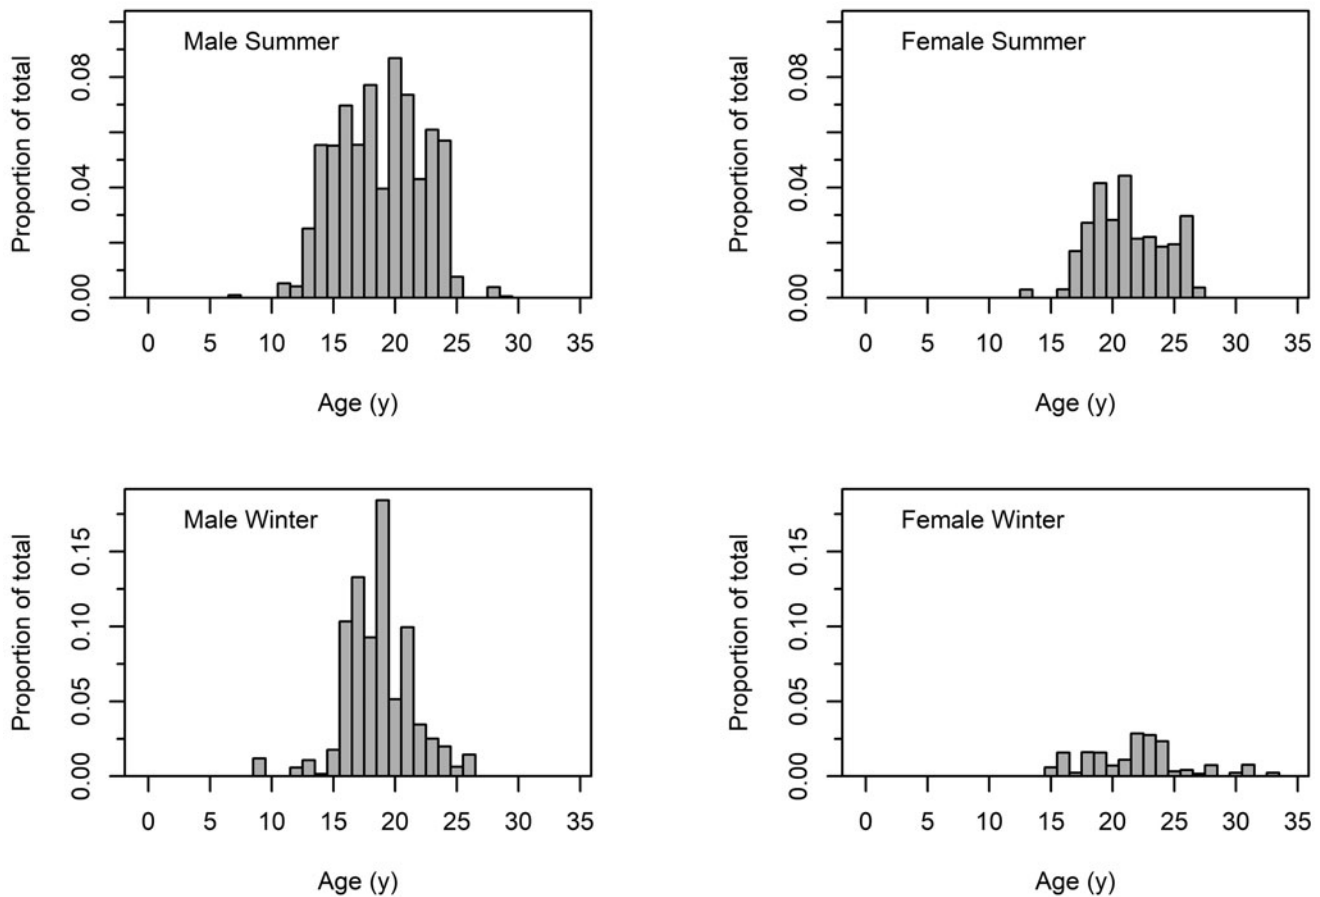 Male Summer
Proportion of total
0.00 0.04 0.08
0 5 10 15 20 25 30 35
Age (y)
Female Summer
Proportion of total
0.00 0.04 0.08
0 5 10 15 20 25 30 35
Age (y)
Male Winter
Proportion of total
0.00 0.05 0.10 0.15
0 5 10 15 20 25 30 35
Age (y)
Female Winter
Proportion of total
0.00 0.05 0.10 0.15
0 5 10 15 20 25 30 35
Age (y)